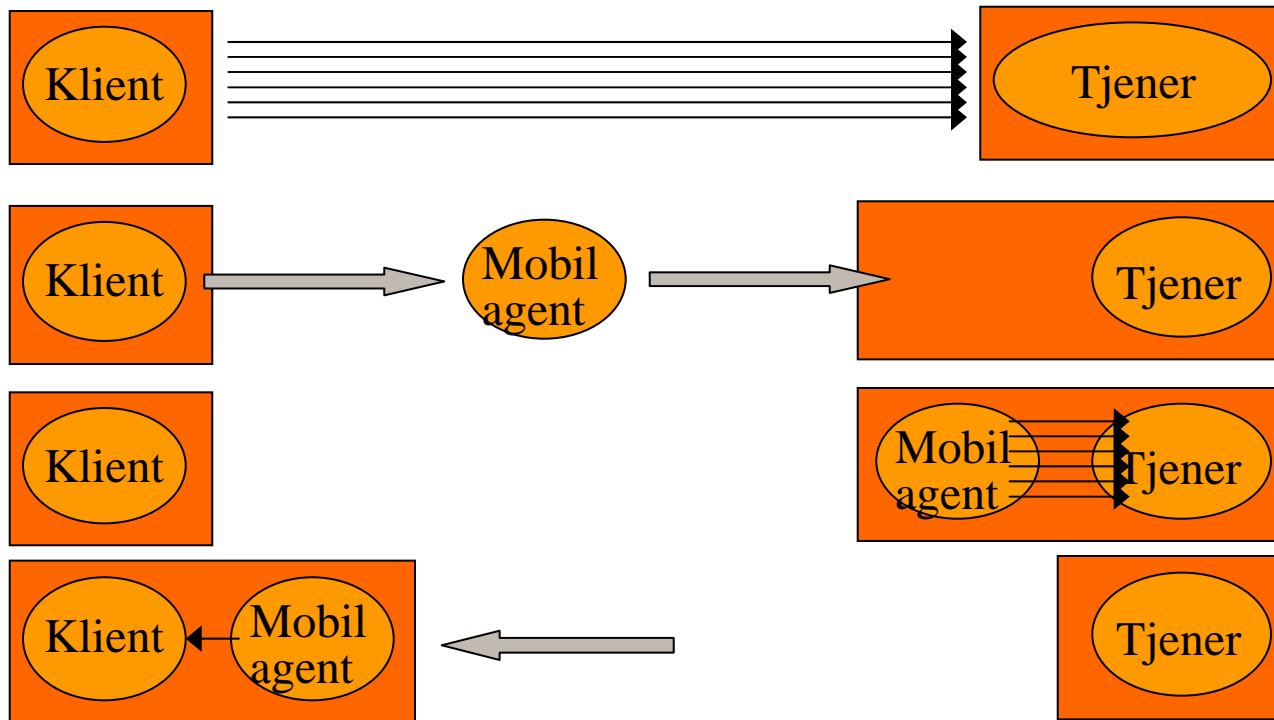 Klient
Tjener
Klient
Mobil
agent
Tjener
Klient
Mobil
agent
Tjener
Klient
Mobil
agent
Tjener